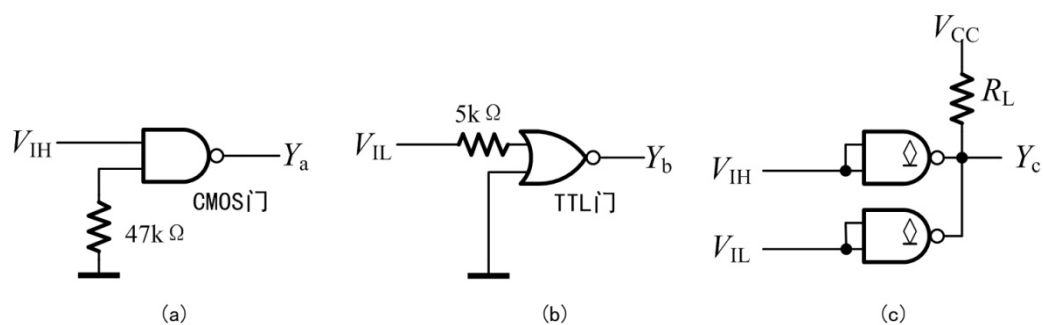 V_IH
Y_a
CMOS门
47kΩ
(a)
5kΩ
V_IL
Y_b
TTL门
(b)
V_CC
R_L
V_IH
Y_c
V_IL
(c)